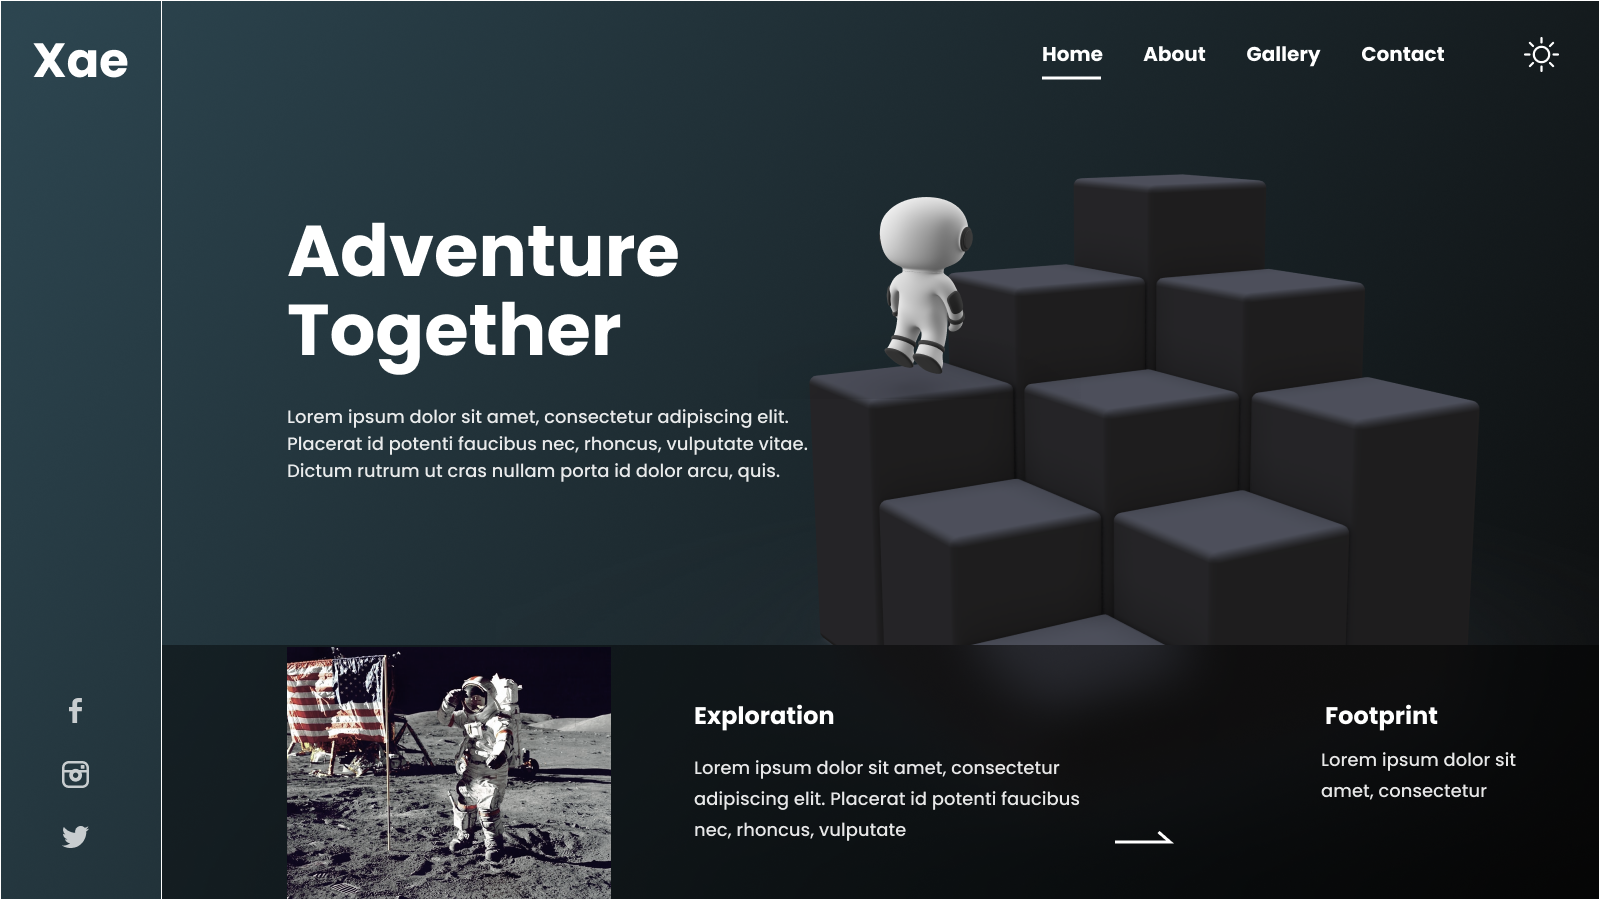 Xae
Home About Gallery Contact
Adventure
Together
Lorem ipsum dolor sit amet, consectetur adipiscing elit.
Placerat id potenti faucibus nec, rhoncus, vulputate vitae.
Dictum rutrum ut cras nullam porta id dolor arcu, quis.
Exploration
Lorem ipsum dolor sit amet, consectetur
adipiscing elit. Placerat id potenti faucibus
nec, rhoncus, vulputate
Footprint
Lorem ipsum dolor sit
amet, consectetur